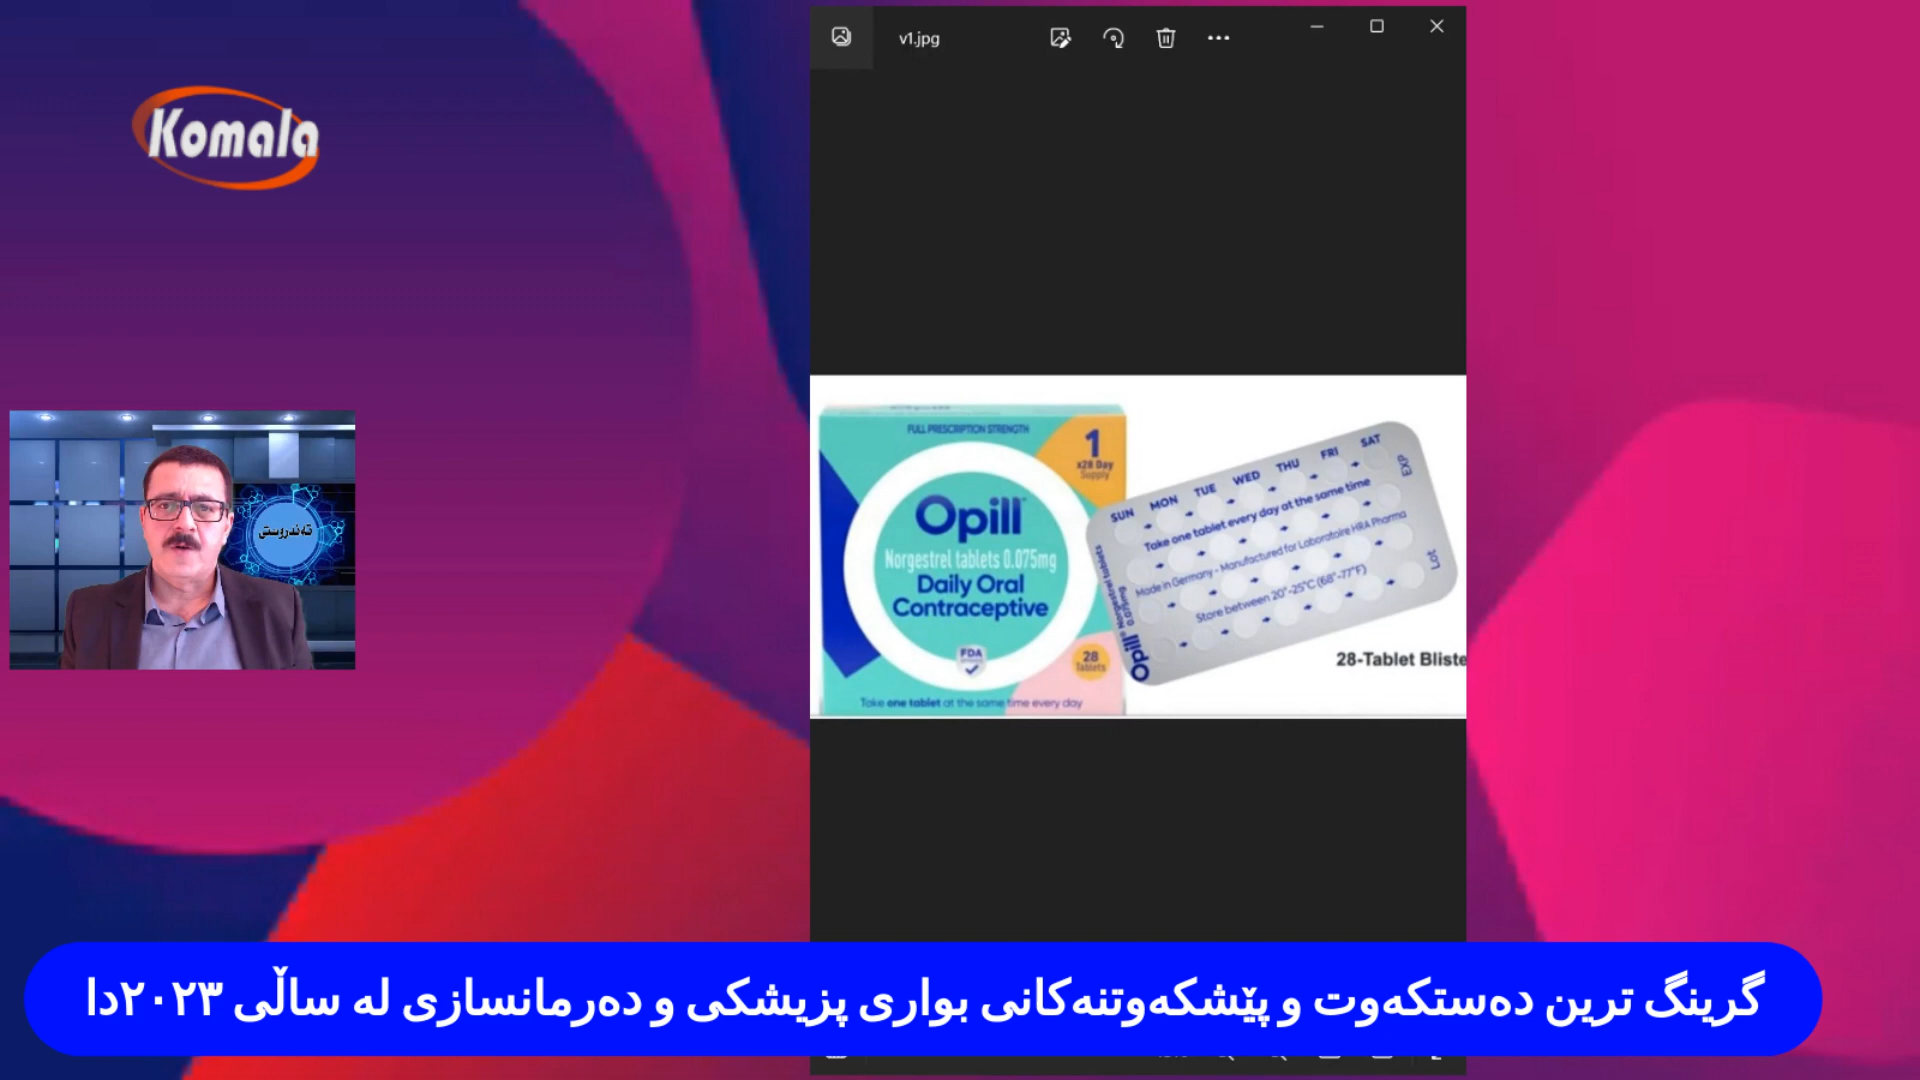 v1.jpg
Komala
تەندروستی
FULL PRESCRIPTION STRENGTH
1
x28 Day
Supply
Opill
Norgestrel tablets 0.075mg
Daily Oral
Contraceptive
FDA
28
Tablets
Take one tablet at the same time every day
SUN MON TUE WED THU FRI SAT
EXP
Take one tablet every day at the same time
Made in Germany - Manufactured for Laboratoire HRA Pharma
Store between 20°-25°C (68°-77°F)
Lot
Opill® Norgestrel tablets
0.075mg
28-Tablet Bliste
گرینگ ترین دەستکەوت و پێشکەوتنەکانی بواری پزیشکی و دەرمانسازی لە ساڵی ٢٠٢٣دا